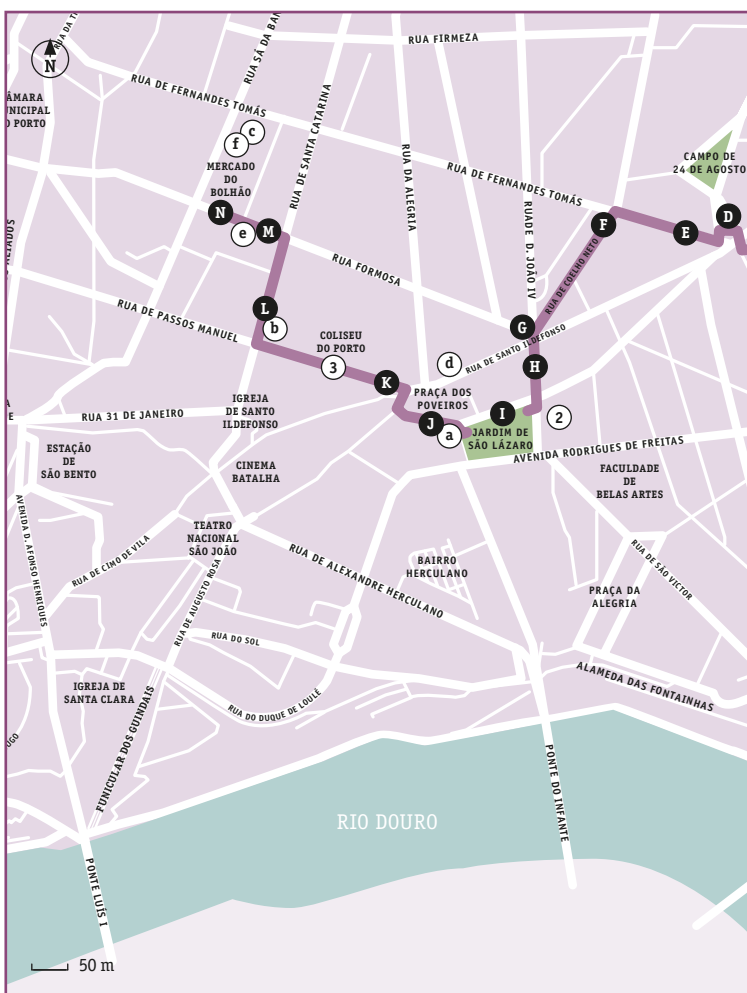 RUA FIRMEZA
N
RUA SÁ DA BAN
RUA DE FERNANDES TOMÁS
RUA DE SANTA CATARINA
c
f
MERCADO
DO
BOLHÃO
RUA DA ALEGRIA
RUA DE FERNANDES TOMÁS
CAMPO DE
24 DE AGOSTO
N
e
M
RUADE D. JOÃO IV
F
E
D
RUA DE COELHO NETO
RUA FORMOSA
L
b
RUA DE PASSOS MANUEL
COLISEU
DO PORTO
3
K
d
RUA DE SANTO ILDEFONSO
G
H
RUA 31 DE JANEIRO
IGREJA
DE SANTO
ILDEFONSO
PRAÇA DOS
POVEIROS
J
a
I
JARDIM DE
SÃO LÁZARO
2
AVENIDA RODRIGUES DE FREITAS
ESTAÇÃO
DE
SÃO BENTO
CINEMA
BATALHA
FACULDADE
DE
BELAS ARTES
AVENIDA D. AFONSO HENRIQUES
RUA DE CIMO DE VILA
TEATRO
NACIONAL
SÃO JOÃO
RUA DE AUGUSTO ROSA
RUA DE ALEXANDRE HERCULANO
BAIRRO
HERCULANO
RUA DE SÃO VICTOR
PRAÇA DA
ALEGRIA
RUA DO SOL
IGREJA DE
SANTA CLARA
RUA DO DUQUE DE LOULÉ
ALAMEDA DAS FONTAINHAS
FUNICULAR DOS GUINDAIS
RIO DOURO
PONTE DO INFANTE
PONTE LUÍS I
50 m